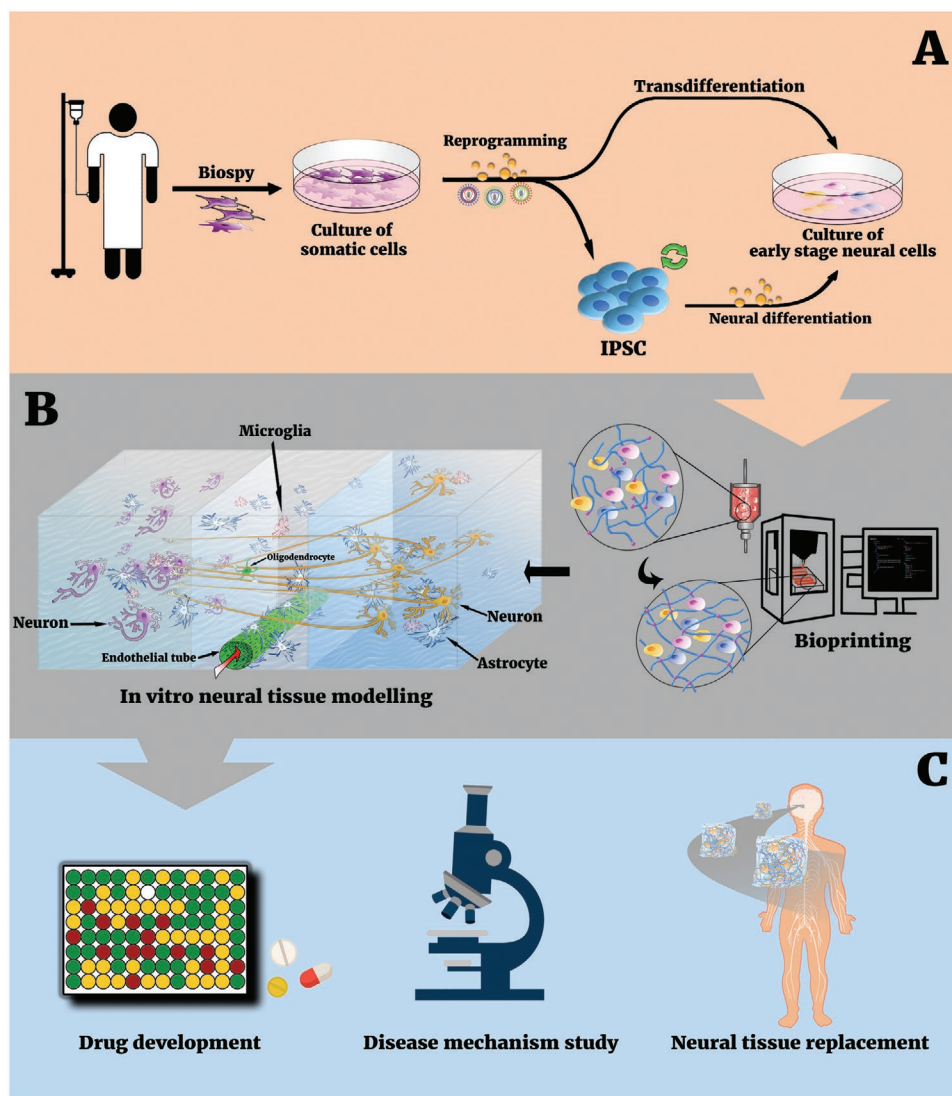 A
Transdifferentiation
Reprogramming
Biospy
Culture of
somatic cells
Culture of
early stage neural cells
Neural differentiation
IPSC
B
Microglia
Oligodendrocyte
Neuron
Neuron
Endothelial tube
Astrocyte
In vitro neural tissue modelling
Bioprinting
C
Drug development
Disease mechanism study
Neural tissue replacement